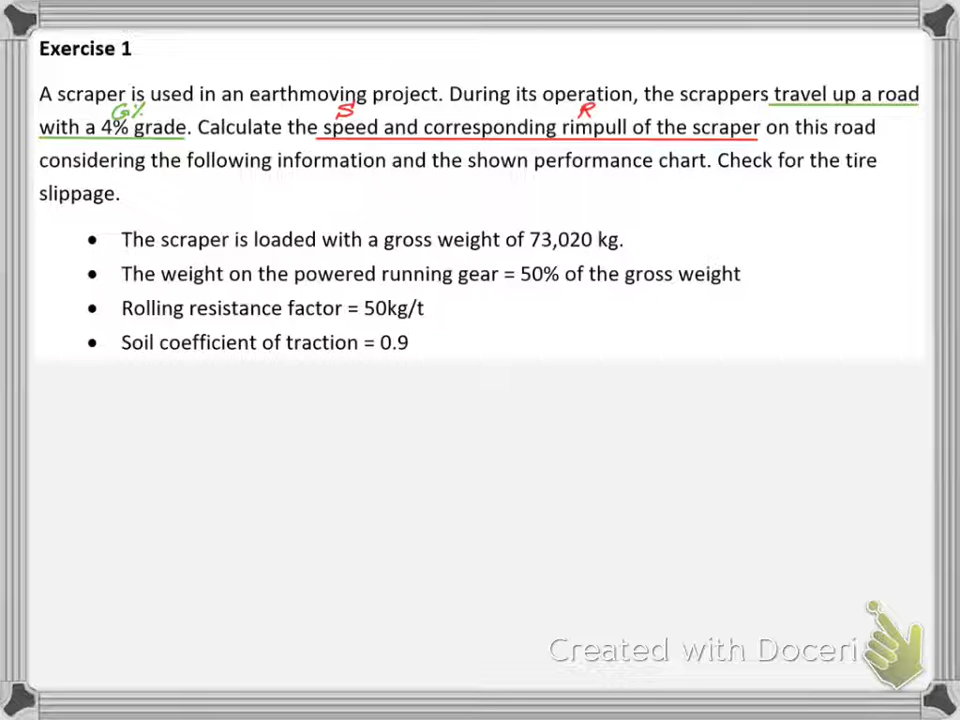 Exercise 1
A scraper is used in an earthmoving project. During its operation, the scrappers travel up a road
G% S R
with a 4% grade. Calculate the speed and corresponding rimpull of the scraper on this road
considering the following information and the shown performance chart. Check for the tire
slippage.
• The scraper is loaded with a gross weight of 73,020 kg.
• The weight on the powered running gear = 50% of the gross weight
• Rolling resistance factor = 50kg/t
• Soil coefficient of traction = 0.9
Created with Doceri